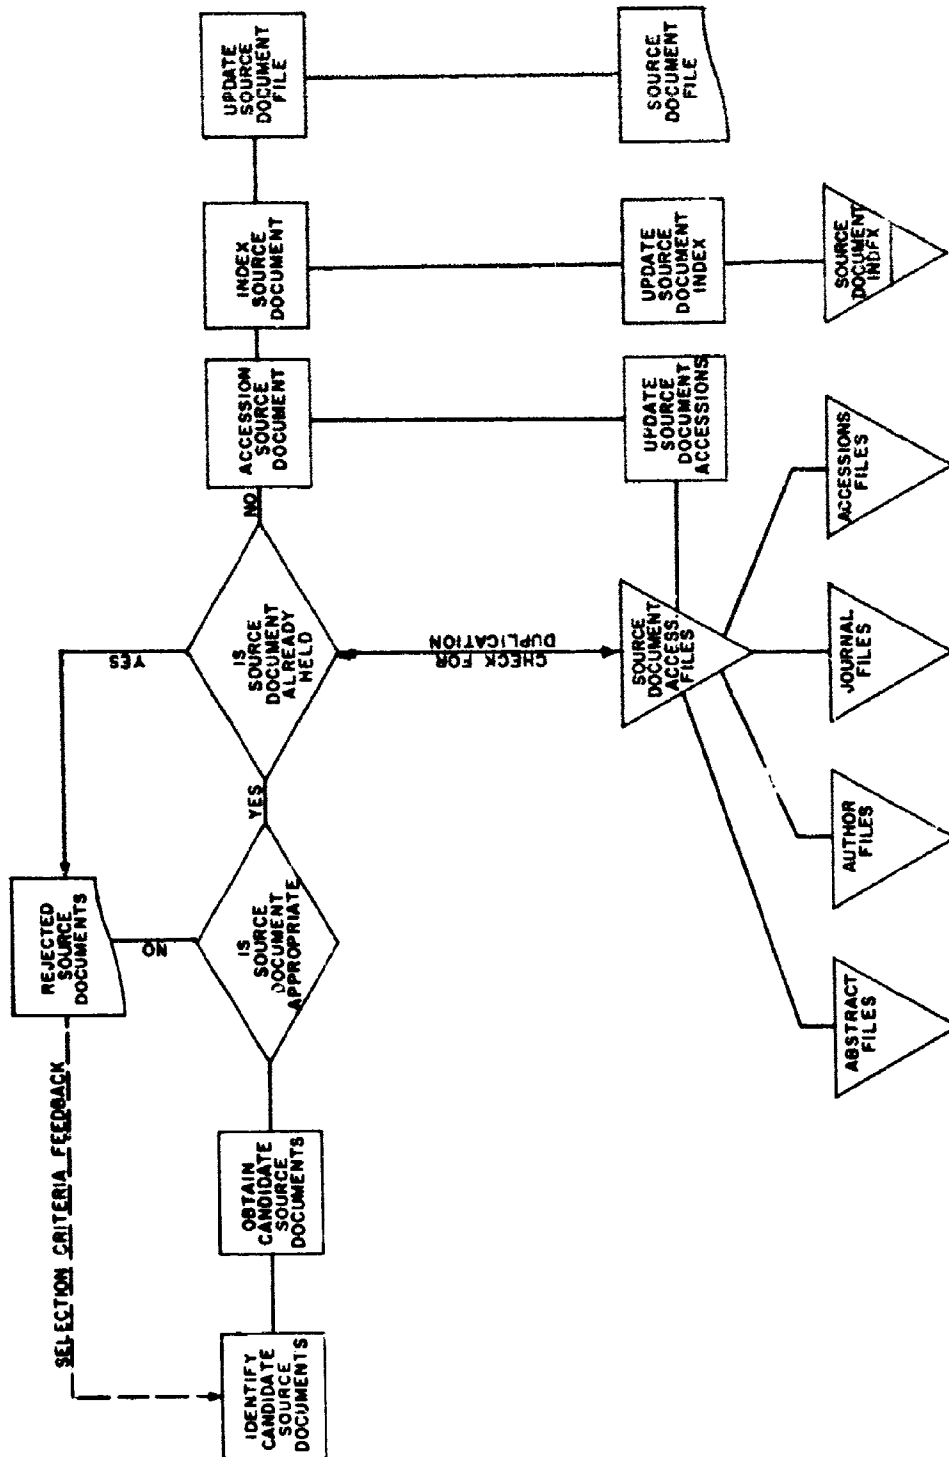 SELECTION CRITERIA FEEDBACK
REJECTED
SOURCE
DOCUMENTS
IDENTIFY
CANDIDATE
SOURCE
DOCUMENTS
OBTAIN
CANDIDATE
SOURCE
DOCUMENTS
IS
SOURCE
DOCUMENT
APPROPRIATE
NO
YES
IS
SOURCE
DOCUMENT
ALREADY
HELD
YES
NO
ACCESSION
SOURCE
DOCUMENT
INDEX
SOURCE
DOCUMENT
UPDATE
SOURCE
DOCUMENT
FILE
CHECK FOR
DUPLICATION
SOURCE
DOCUMENT
ACCESS.
FILES
UPDATE
SOURCE
DOCUMENT
ACCESSIONS
UPDATE
SOURCE
DOCUMENT
INDEX
SOURCE
DOCUMENT
FILE
ABSTRACT
FILES
AUTHOR
FILES
JOURNAL
FILES
ACCESSIONS
FILES
SOURCE
DOCUMENT
INDEX